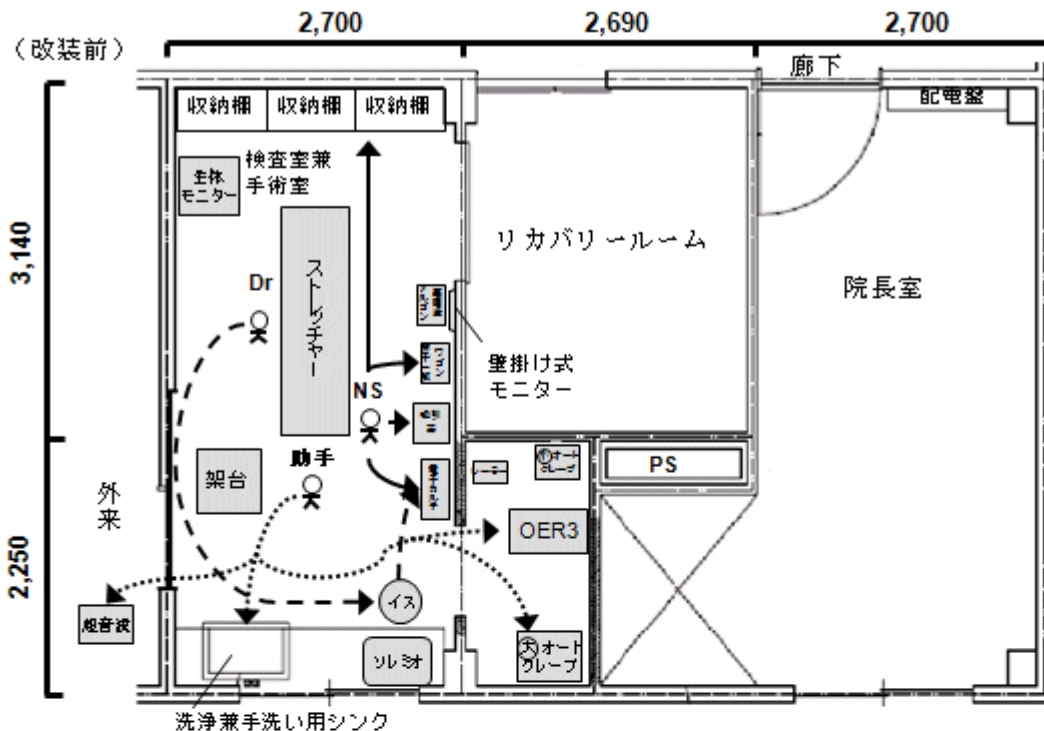 2,700
2,690
2,700
（改装前）
廊下
収納棚
収納棚
収納棚
配電盤
検査室兼
手術室
生体
モニター
リカバリールーム
3,140
Dr
ストレッチャー
院長室
壁掛け式
モニター
NS
助手
架台
オート
クレーブ
PS
外来
OER3
2,250
イス
超音波
大オート
クレーブ
ソレミオ
洗浄兼手洗い用シンク